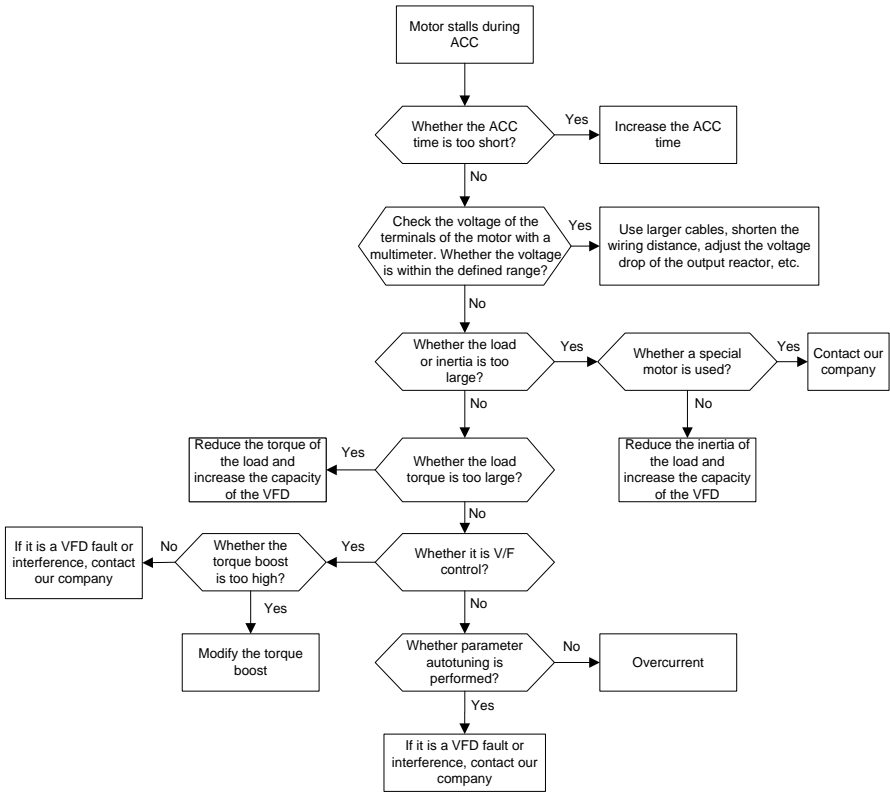 Motor stalls during
ACC
Whether the ACC
time is too short?
Yes
Increase the ACC
time
No
Check the voltage of the
terminals of the motor with a
multimeter. Whether the voltage
is within the defined range?
Yes
Use larger cables, shorten the
wiring distance, adjust the voltage
drop of the output reactor, etc.
No
Whether the load
or inertia is too
large?
Yes
Whether a special
motor is used?
Yes
Contact our
company
No
No
Reduce the torque of
the load and
increase the capacity
of the VFD
Yes
Whether the load
torque is too large?
Reduce the inertia of
the load and
increase the capacity
of the VFD
No
If it is a VFD fault or
interference, contact
our company
No
Whether the
torque boost
is too high?
Yes
Whether it is V/F
control?
Yes
No
Modify the torque
boost
Whether parameter
autotuning is
performed?
No
Overcurrent
Yes
If it is a VFD fault or
interference, contact our
company